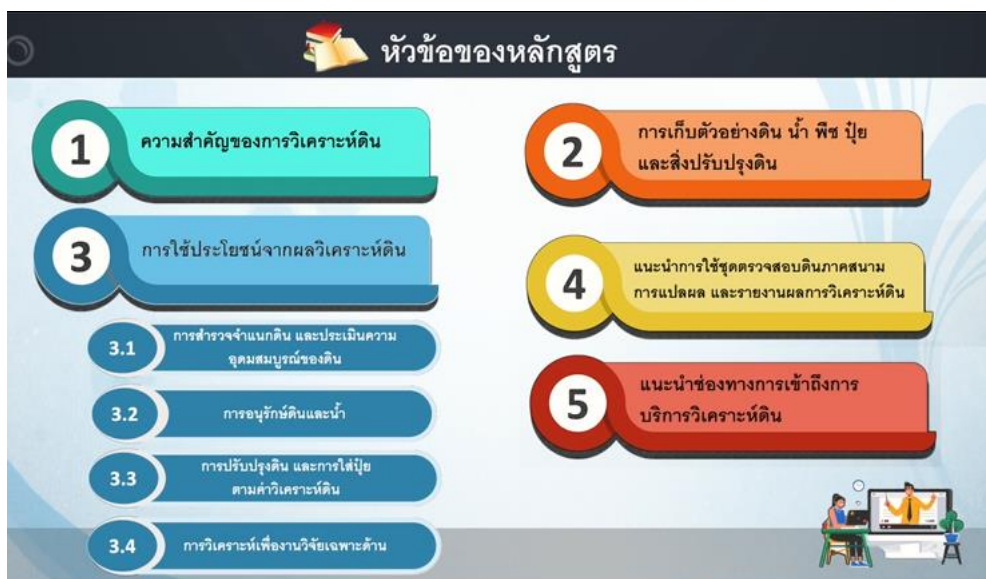 หัวข้อของหลักสูตร
1
ความสำคัญของการวิเคราะห์ดิน
2
การเก็บตัวอย่างดิน น้ำ พืช ปุ๋ย
และสิ่งปรับปรุงดิน
3
การใช้ประโยชน์จากผลวิเคราะห์ดิน
3.1
การสำรวจจำแนกดิน และประเมินความ
อุดมสมบูรณ์ของดิน
3.2
การอนุรักษ์ดินและน้ำ
3.3
การปรับปรุงดิน และการใส่ปุ๋ย
ตามค่าวิเคราะห์ดิน
3.4
การวิเคราะห์เพื่องานวิจัยเฉพาะด้าน
4
แนะนำการใช้ชุดตรวจสอบดินภาคสนาม
การแปลผล และรายงานผลการวิเคราะห์ดิน
5
แนะนำช่องทางการเข้าถึงการ
บริการวิเคราะห์ดิน